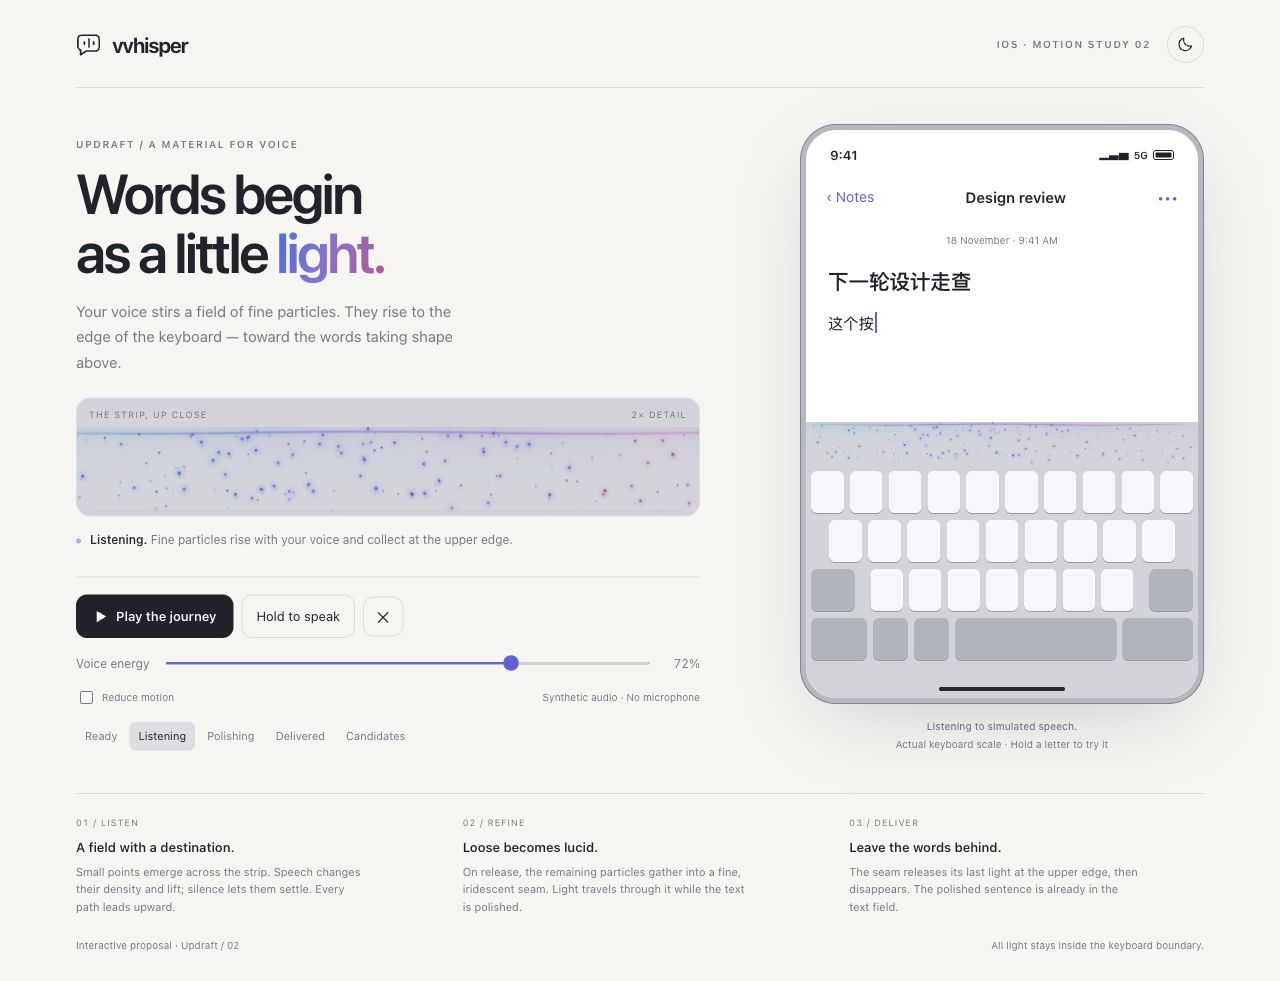 vvhisper
IOS · MOTION STUDY 02
UPDRAFT / A MATERIAL FOR VOICE
Words begin
as a little light.
Your voice stirs a field of fine particles. They rise to the
edge of the keyboard — toward the words taking shape
above.
THE STRIP, UP CLOSE
2× DETAIL
Listening. Fine particles rise with your voice and collect at the upper edge.
Play the journey
Hold to speak
Voice energy
72%
Reduce motion
Synthetic audio · No microphone
Ready
Listening
Polishing
Delivered
Candidates
9:41
5G
‹ Notes
Design review
18 November · 9:41 AM
下一轮设计走查
这个按
Listening to simulated speech.
Actual keyboard scale · Hold a letter to try it
01 / LISTEN
A field with a destination.
Small points emerge across the strip. Speech changes
their density and lift; silence lets them settle. Every
path leads upward.
02 / REFINE
Loose becomes lucid.
On release, the remaining particles gather into a fine,
iridescent seam. Light travels through it while the text
is polished.
03 / DELIVER
Leave the words behind.
The seam releases its last light at the upper edge, then
disappears. The polished sentence is already in the
text field.
Interactive proposal · Updraft / 02
All light stays inside the keyboard boundary.